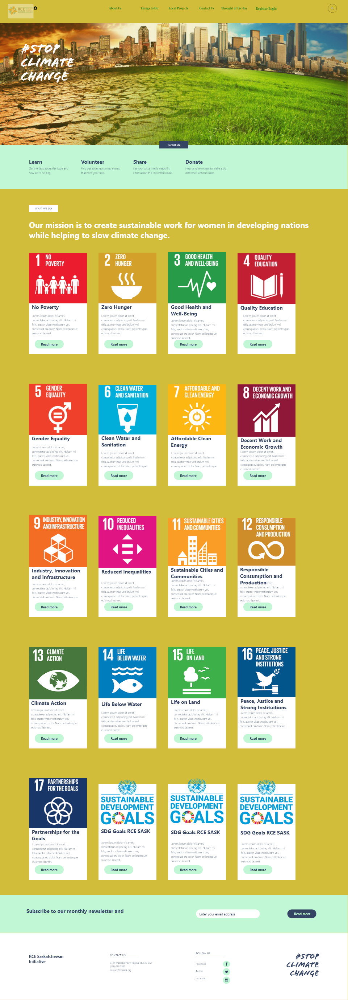 RCE
About Us
Things to Do
Local Projects
Contact Us
Thought of the day
Register/Login
#STOP
CLIMATE
CHANGE
Contribute
Learn
Get the facts about this issue and
how we're helping.
Volunteer
Find out about upcoming events
that need your help.
Share
Let your social media networks
know about this important cause.
Donate
Help us raise money to make a big
difference with this issue.
WHAT WE DO
Our mission is to create sustainable work for women in developing nations
while helping to slow climate change.
1 NO
POVERTY
No Poverty
Lorem ipsum dolor sit amet,
consectetur adipiscing elit. Nullam mi
felis, auctor vitae vestibulum vel,
consequat eu dolor. Nam pellentesque
euismod laoreet.
Read more
2 ZERO
HUNGER
Zero Hunger
Lorem ipsum dolor sit amet,
consectetur adipiscing elit. Nullam mi
felis, auctor vitae vestibulum vel,
consequat eu dolor. Nam pellentesque
euismod laoreet.
Read more
3 GOOD HEALTH
AND WELL-BEING
Good Health and
Well-Being
Lorem ipsum dolor sit amet,
consectetur adipiscing elit. Nullam mi
felis, auctor vitae vestibulum vel,
consequat eu dolor. Nam pellentesque
euismod laoreet.
Read more
4 QUALITY
EDUCATION
Quality Education
Lorem ipsum dolor sit amet,
consectetur adipiscing elit. Nullam mi
felis, auctor vitae vestibulum vel,
consequat eu dolor. Nam pellentesque
euismod laoreet.
Read more
5 GENDER
EQUALITY
Gender Equality
Lorem ipsum dolor sit amet,
consectetur adipiscing elit. Nullam mi
felis, auctor vitae vestibulum vel,
consequat eu dolor. Nam pellentesque
euismod laoreet.
Read more
6 CLEAN WATER
AND SANITATION
Clean Water and
Sanitation
Lorem ipsum dolor sit amet,
consectetur adipiscing elit. Nullam mi
felis, auctor vitae vestibulum vel,
consequat eu dolor. Nam pellentesque
Read more
7 AFFORDABLE AND
CLEAN ENERGY
Affordable Clean
Energy
Lorem ipsum dolor sit amet,
consectetur adipiscing elit. Nullam mi
felis, auctor vitae vestibulum vel,
consequat eu dolor. Nam pellentesque
Read more
8 DECENT WORK AND
ECONOMIC GROWTH
Decent Work and
Economic Growth
Lorem ipsum dolor sit amet,
consectetur adipiscing elit. Nullam mi
felis, auctor vitae vestibulum vel,
consequat eu dolor. Nam pellentesque
euismod laoreet.
Read more
9 INDUSTRY, INNOVATION
AND INFRASTRUCTURE
Industry, Innovation
and Infrastructure
Lorem ipsum dolor sit amet,
consectetur adipiscing elit. Nullam mi
felis, auctor vitae vestibulum vel,
consequat eu dolor. Nam pellentesque
Read more
10 REDUCED
INEQUALITIES
Reduced Inequalities
Lorem ipsum dolor sit amet,
consectetur adipiscing elit. Nullam mi
felis, auctor vitae vestibulum vel,
consequat eu dolor. Nam pellentesque
euismod laoreet.
Read more
11 SUSTAINABLE CITIES
AND COMMUNITIES
Sustainable Cities and
Communities
Lorem ipsum dolor sit amet,
consectetur adipiscing elit. Nullam mi
felis, auctor vitae vestibulum vel,
consequat eu dolor. Nam pellentesque
euismod laoreet.
Read more
12 RESPONSIBLE
CONSUMPTION
AND PRODUCTION
Responsible
Consumption and
Production
amet,
consectetur adipiscing elit. Nullam mi
felis, auctor vitae vestibulum vel,
consequat eu dolor. Nam pellentesque
euismod laoreet.
Read more
13 CLIMATE
ACTION
Climate Action
Lorem ipsum dolor sit amet,
consectetur adipiscing elit. Nullam mi
felis, auctor vitae vestibulum vel,
consequat eu dolor. Nam pellentesque
euismod laoreet.
Read more
14 LIFE
BELOW WATER
Life Below Water
Lorem ipsum dolor sit amet,
consectetur adipiscing elit. Nullam mi
felis, auctor vitae vestibulum vel,
consequat eu dolor. Nam pellentesque
euismod laoreet.
Read more
15 LIFE
ON LAND
Life on Land
Lorem ipsum dolor sit amet,
consectetur adipiscing elit. Nullam mi
felis, auctor vitae vestibulum vel,
consequat eu dolor. Nam pellentesque
euismod laoreet.
Read more
16 PEACE, JUSTICE
AND STRONG
INSTITUTIONS
Peace, Justice and
Strong Instituitions
Lorem ipsum dolor sit amet,
consectetur adipiscing elit. Nullam mi
felis, auctor vitae vestibulum vel,
consequat eu dolor. Nam pellentesque
Read more
17 PARTNERSHIPS
FOR THE GOALS
Partnerships for the
Goals
Lorem ipsum dolor sit amet,
consectetur adipiscing elit. Nullam mi
felis, auctor vitae vestibulum vel,
consequat eu dolor. Nam pellentesque
euismod laoreet.
Read more
SUSTAINABLE
DEVELOPMENT
GOALS
SDG Goals RCE SASK
Lorem ipsum dolor sit amet,
consectetur adipiscing elit. Nullam mi
felis, auctor vitae vestibulum vel,
consequat eu dolor. Nam pellentesque
euismod laoreet.
Read more
SUSTAINABLE
DEVELOPMENT
GOALS
SDG Goals RCE SASK
Lorem ipsum dolor sit amet,
consectetur adipiscing elit. Nullam mi
felis, auctor vitae vestibulum vel,
consequat eu dolor. Nam pellentesque
euismod laoreet.
Read more
SUSTAINABLE
DEVELOPMENT
GOALS
SDG Goals RCE SASK
Lorem ipsum dolor sit amet,
consectetur adipiscing elit. Nullam mi
felis, auctor vitae vestibulum vel,
consequat eu dolor. Nam pellentesque
euismod laoreet.
Read more
Subscribe to our monthly newsletter and
Enter your email address
Read more
RCE Saskatchewan
Initiative
CONTACT US
3737 Wascana Pkwy, Regina, SK S4S 0A2
(123) 456-7890
contact@rcesask.org
FOLLOW US
Facebook
Twitter
Instagram
#STOP
CLIMATE
CHANGE